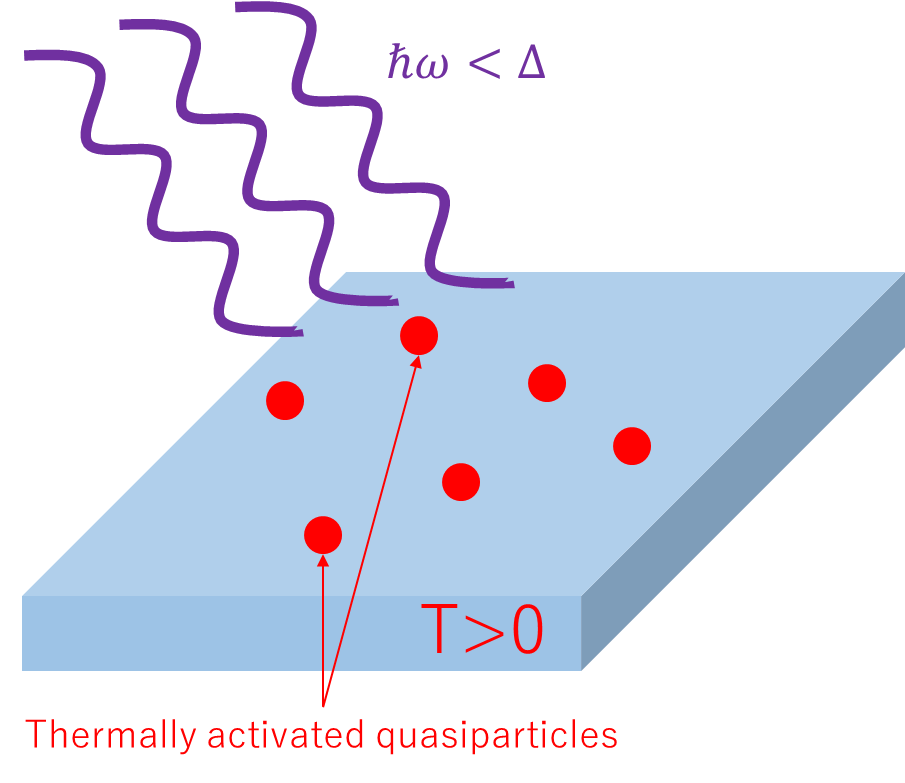 ℏω < Δ
T>0
Thermally activated quasiparticles